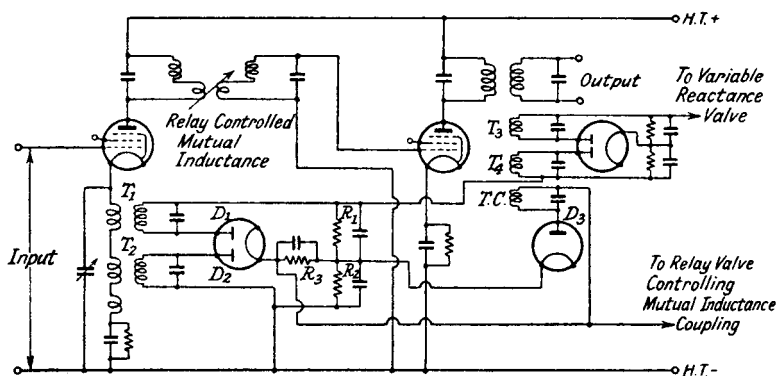 H.T.+
Output
To Variable
Reactance
Valve
Relay Controlled
Mutual
Inductance
T3
T4
T.C.
T1
T2
D1
D2
R1
R2
R3
D3
Input
To Relay Valve
Controlling
Mutual Inductance
Coupling
H.T.-